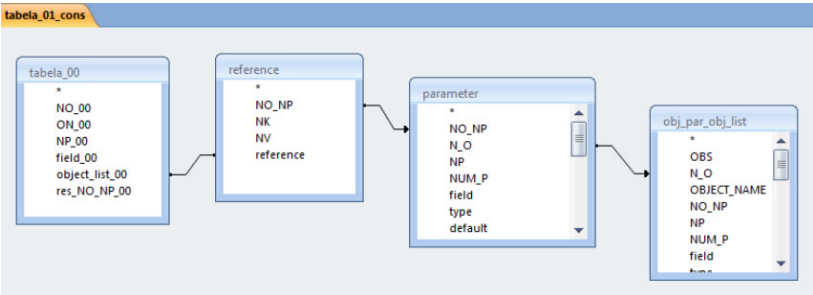 tabela_01_cons
tabela_00
*
NO_00
ON_00
NP_00
field_00
object_list_00
res_NO_NP_00
reference
*
NO_NP
NK
NV
reference
parameter
*
NO_NP
N_O
NP
NUM_P
field
type
default
obj_par_obj_list
*
OBS
N_O
OBJECT_NAME
NO_NP
NP
NUM_P
field
type